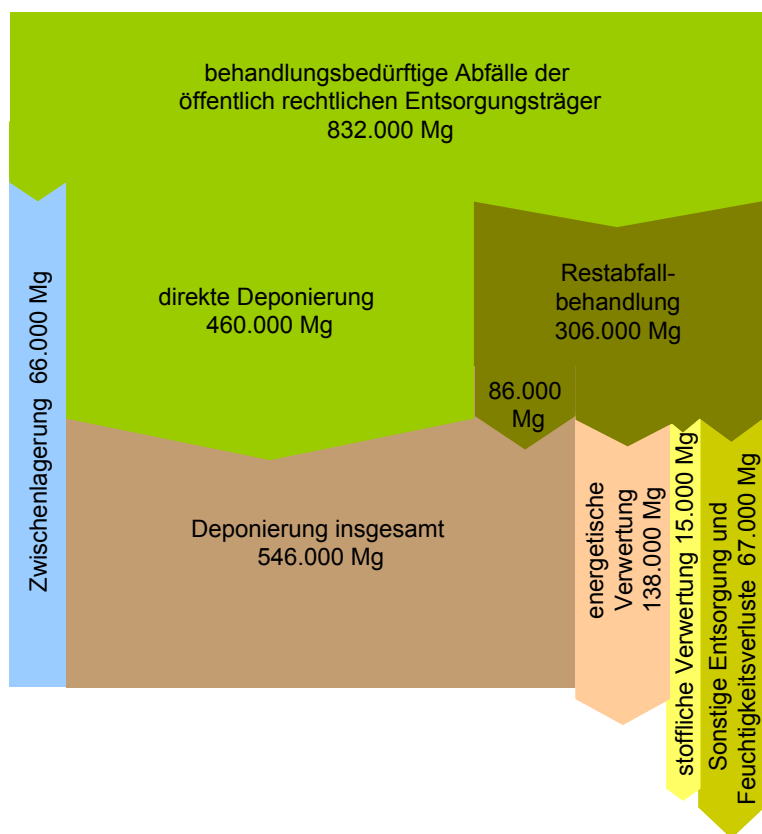 behandlungsbedürftige Abfälle der
öffentlich rechtlichen Entsorgungsträger
832.000 Mg
Zwischenlagerung 66.000 Mg
direkte Deponierung
460.000 Mg
Restabfall-
behandlung
306.000 Mg
86.000
Mg
Deponierung insgesamt
546.000 Mg
energetische
Verwertung
138.000 Mg
stoffliche Verwertung 15.000 Mg
Sonstige Entsorgung und
Feuchtigkeitsverluste 67.000 Mg